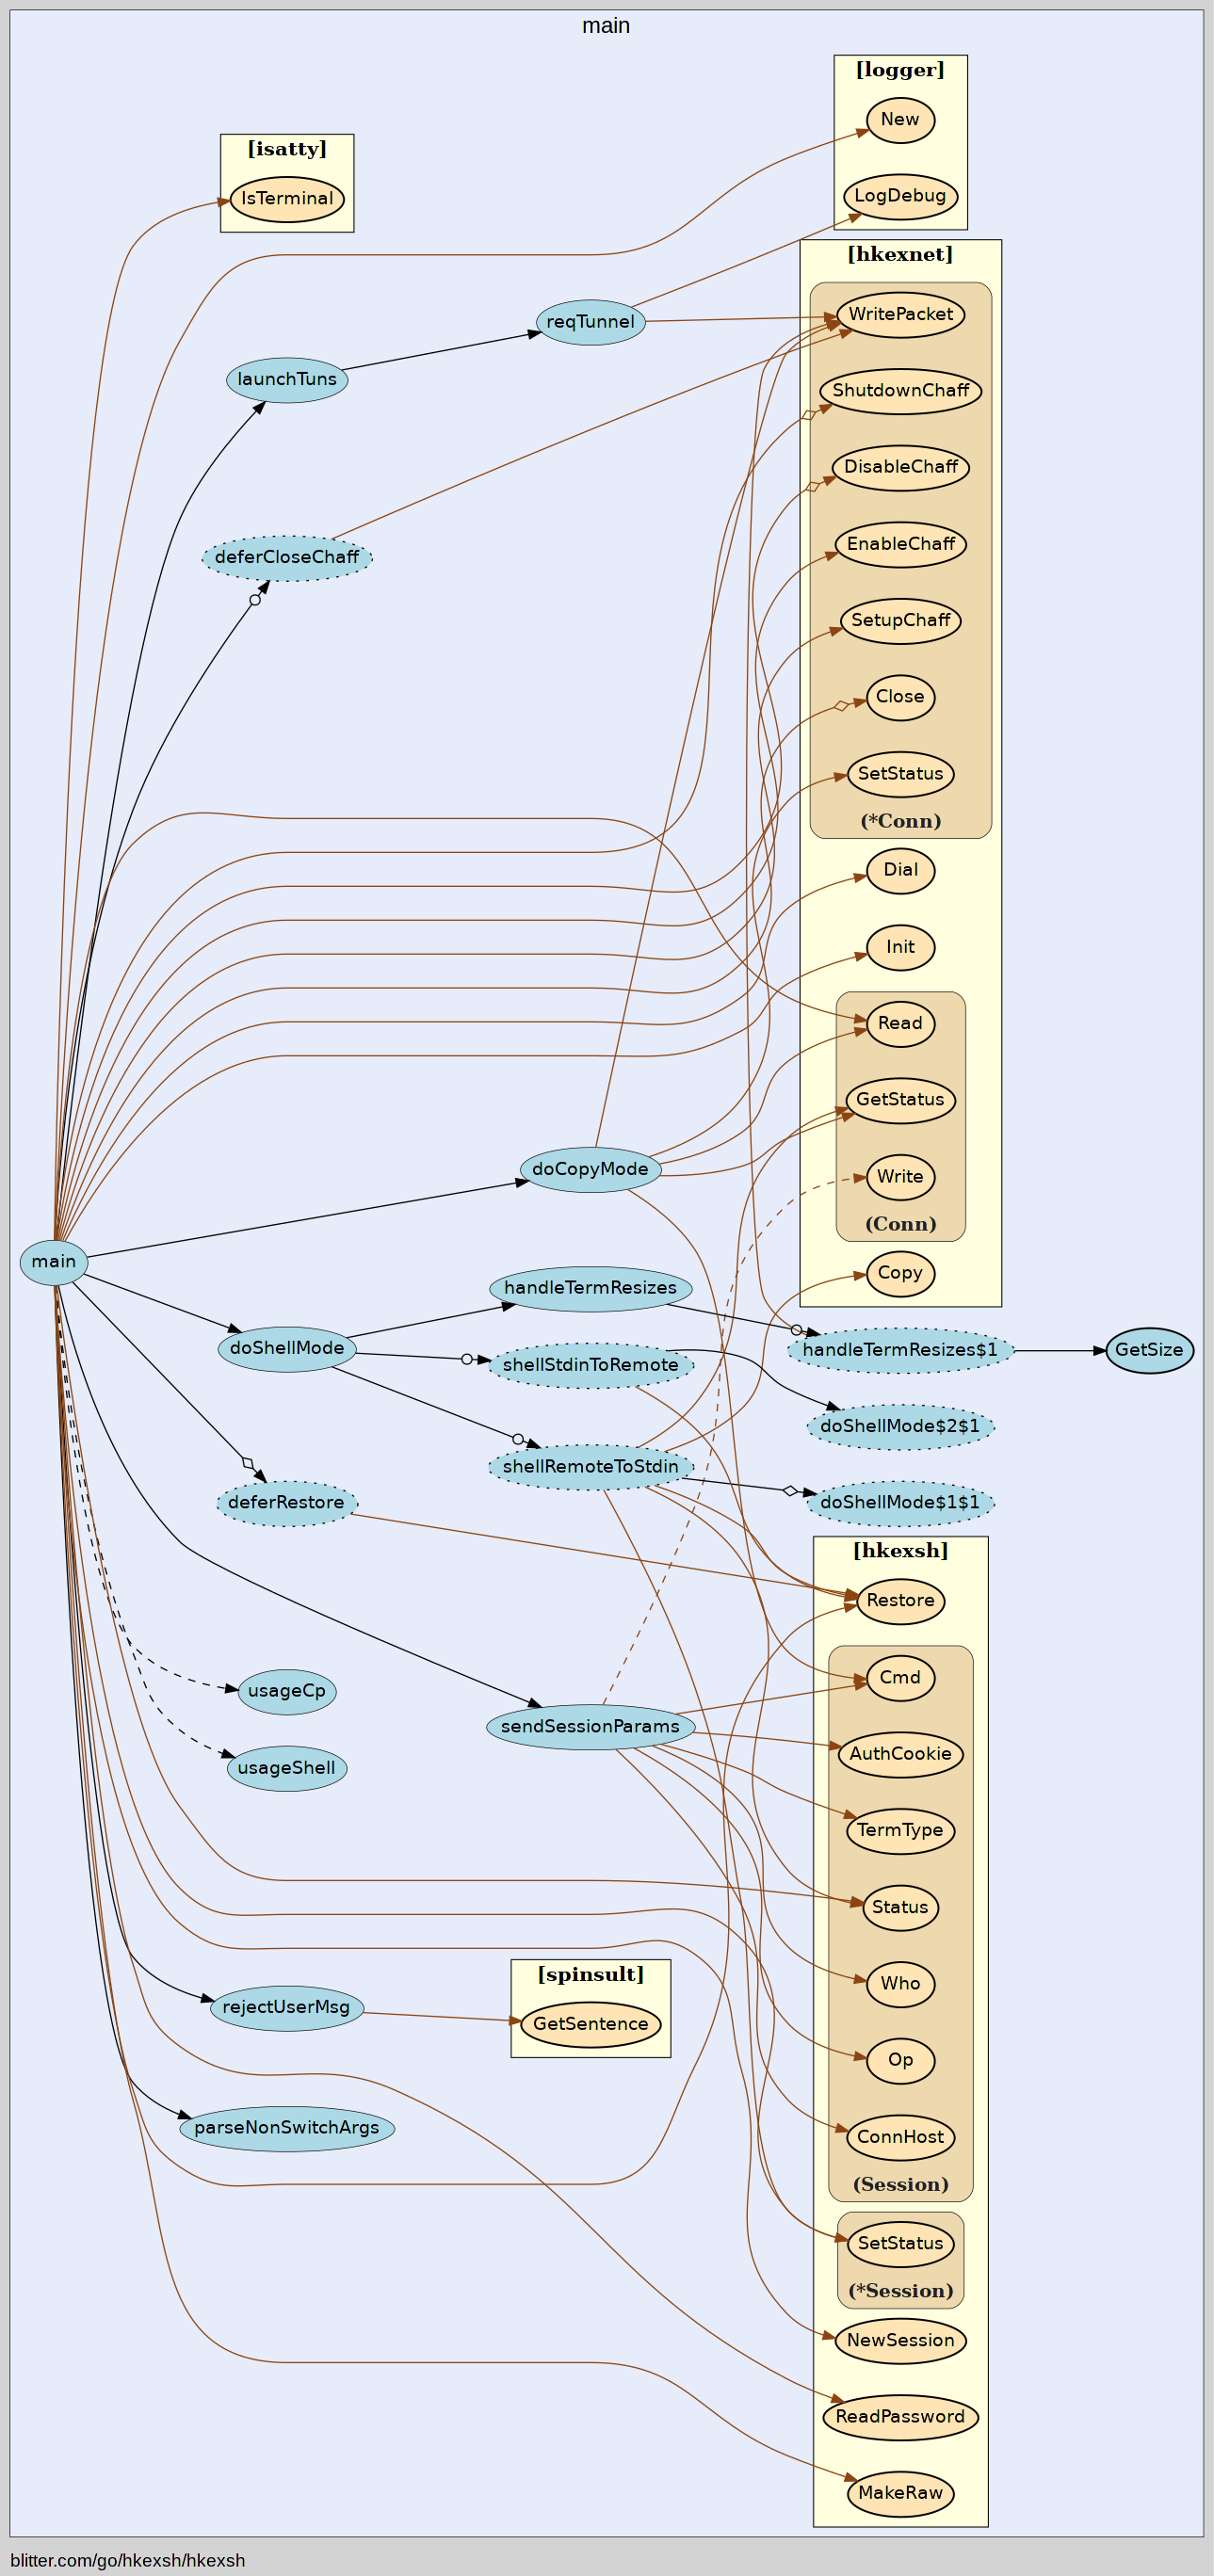 main
[logger]
New
LogDebug
[isatty]
IsTerminal
[hkexnet]
WritePacket
ShutdownChaff
DisableChaff
EnableChaff
SetupChaff
Close
SetStatus
(*Conn)
Dial
Init
Read
GetStatus
Write
(Conn)
Copy
reqTunnel
launchTuns
deferCloseChaff
doCopyMode
main
handleTermResizes
doShellMode
shellStdinToRemote
handleTermResizes$1
GetSize
doShellMode$2$1
shellRemoteToStdin
deferRestore
doShellMode$1$1
[hkexsh]
Restore
Cmd
AuthCookie
TermType
Status
Who
Op
ConnHost
(Session)
SetStatus
(*Session)
NewSession
ReadPassword
MakeRaw
usageCp
sendSessionParams
usageShell
[spinsult]
GetSentence
rejectUserMsg
parseNonSwitchArgs
blitter.com/go/hkexsh/hkexsh